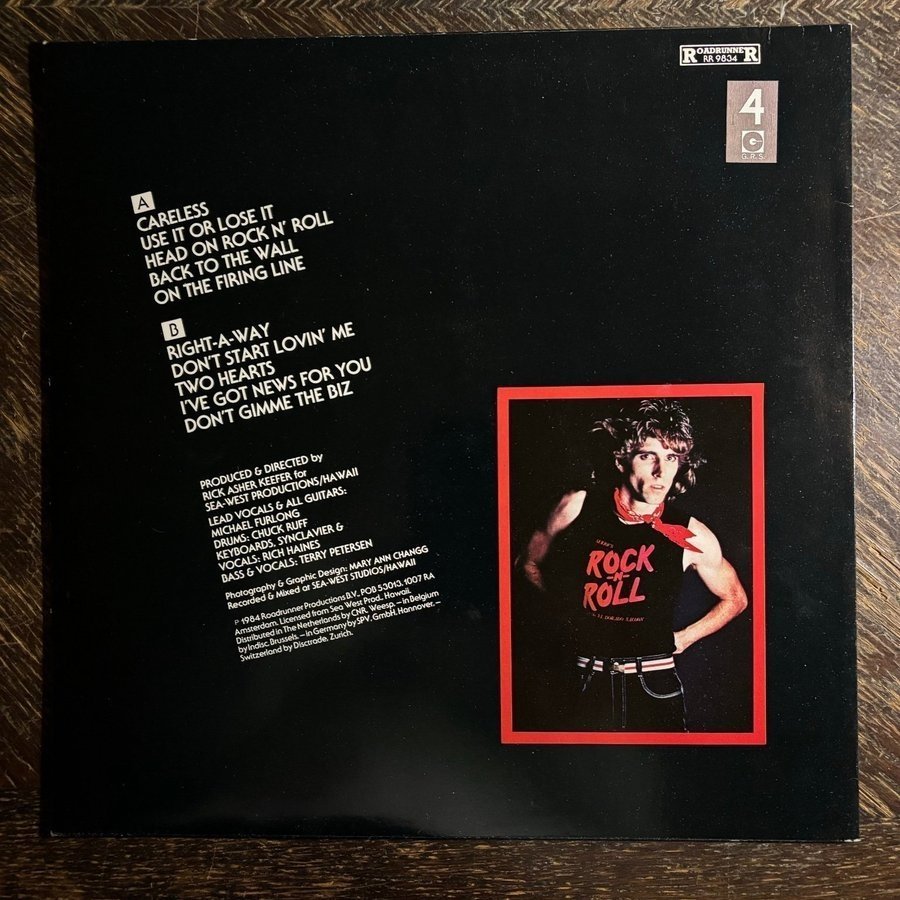 ROADRUNNER
RR 9834
4
G.R.S.
A
CARELESS
USE IT OR LOSE IT
HEAD ON ROCK N' ROLL
BACK TO THE WALL
ON THE FIRING LINE
B
RIGHT-A-WAY
DON'T START LOVIN' ME
TWO HEARTS
I'VE GOT NEWS FOR YOU
DON'T GIMME THE BIZ
PRODUCED & DIRECTED by
RICK ASHER KEEFER for
SEA-WEST PRODUCTIONS/HAWAII
LEAD VOCALS & ALL GUITARS:
MICHAEL FURLONG
DRUMS: CHUCK RUFF
KEYBOARDS, SYNCLAVIER &
VOCALS: RICH HAINES
BASS & VOCALS: TERRY PETERSEN
Photography & Graphic Design: MARY ANN CHANGG
Recorded & Mixed at SEA-WEST STUDIOS/HAWAII
℗ 1984 Roadrunner Productions B.V., POB 53013, 1007 RA
Amsterdam. Licensed from Sea West Prod., Hawaii.
Distributed in The Netherlands by CNR, Weesp. – in Belgium
by Indisc, Brussels. – in Germany by SPV, GmbH, Hannover. –
Switzerland by Disctrade, Zurich.
ROCK
-N-
ROLL